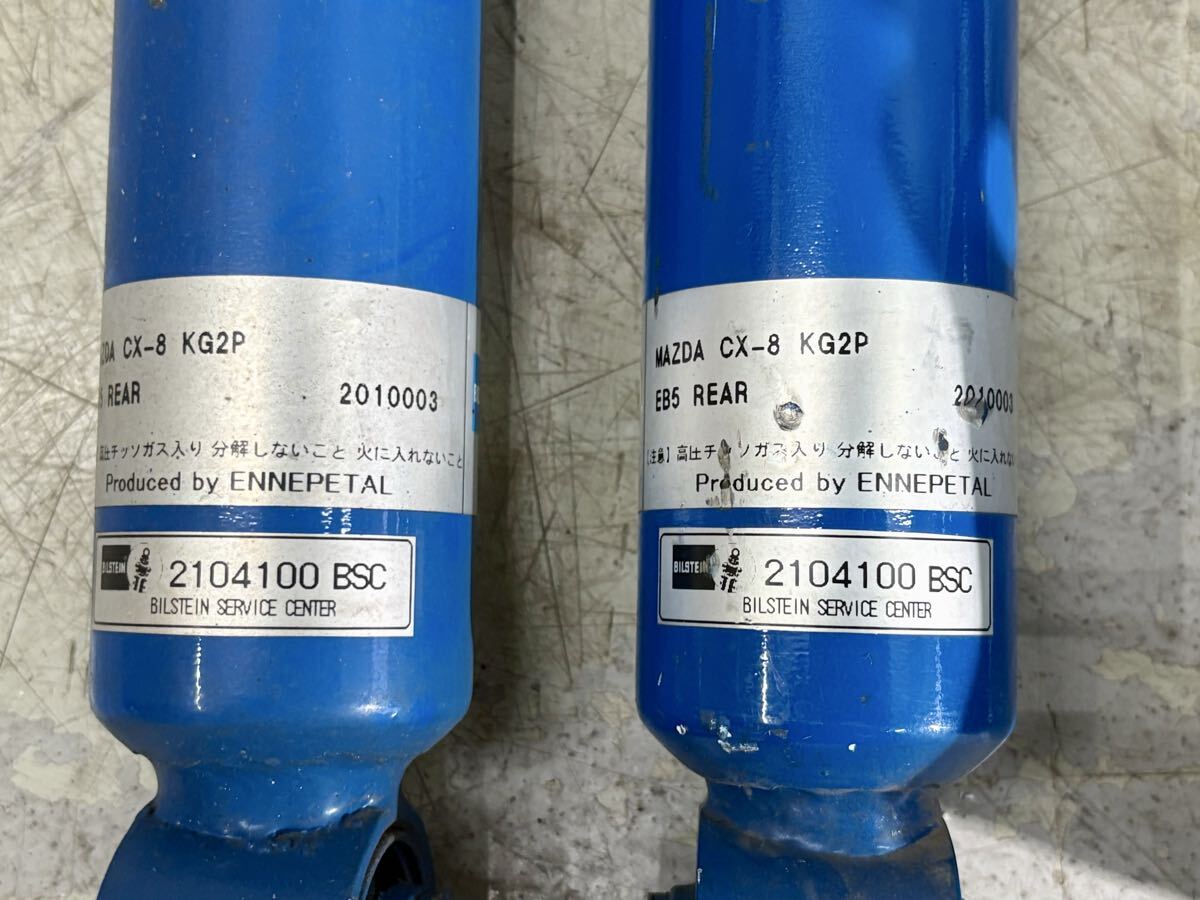 CX-8 KG2P
REAR 2010003
高圧チッソガス入り 分解しないこと 火に入れないこと
Produced by ENNEPETAL
BILSTEIN 2104100 BSC
BILSTEIN SERVICE CENTER
MAZDA CX-8 KG2P
EB5 REAR 2010003
【注意】高圧チッソガス入り 分解しないこと 火に入れない
Produced by ENNEPETAL
BILSTEIN 2104100 BSC
BILSTEIN SERVICE CENTER